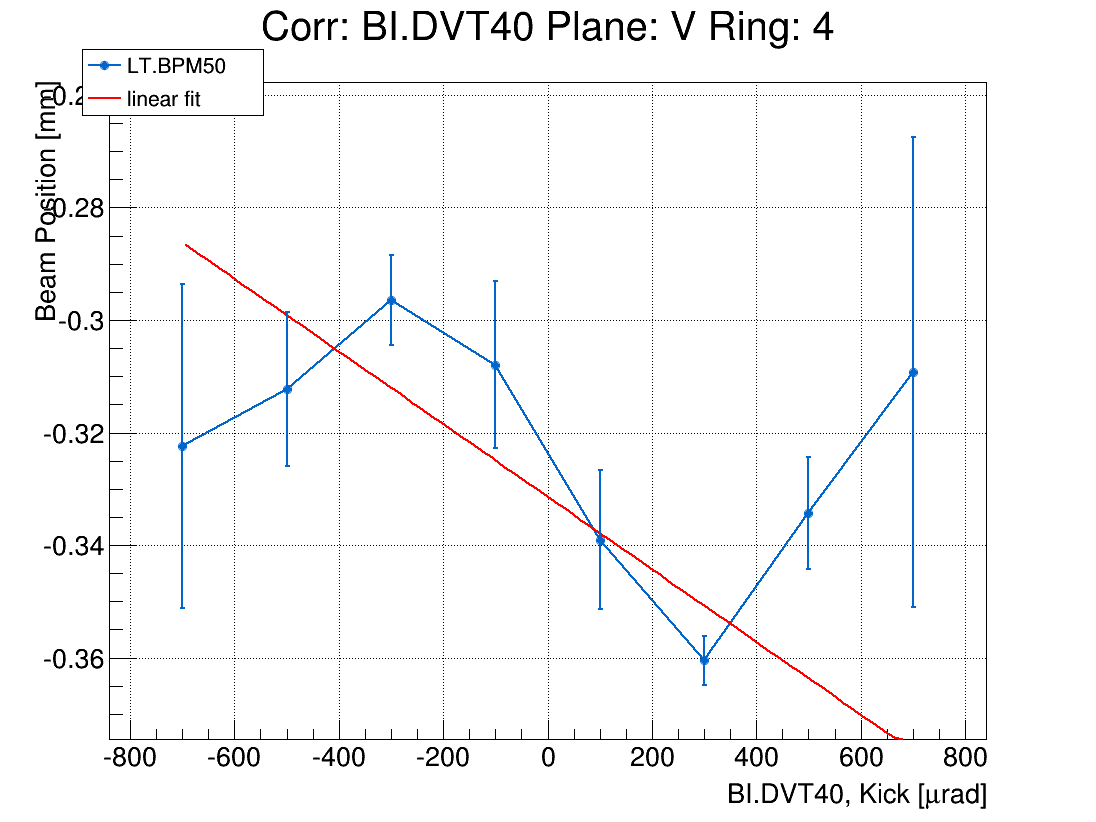 Corr: BI.DVT40 Plane: V Ring: 4
LT.BPM50
linear fit
Beam Position [mm]
-0.28
-0.3
-0.32
-0.34
-0.36
-800 -600 -400 -200 0 200 400 600 800
BI.DVT40, Kick [μrad]